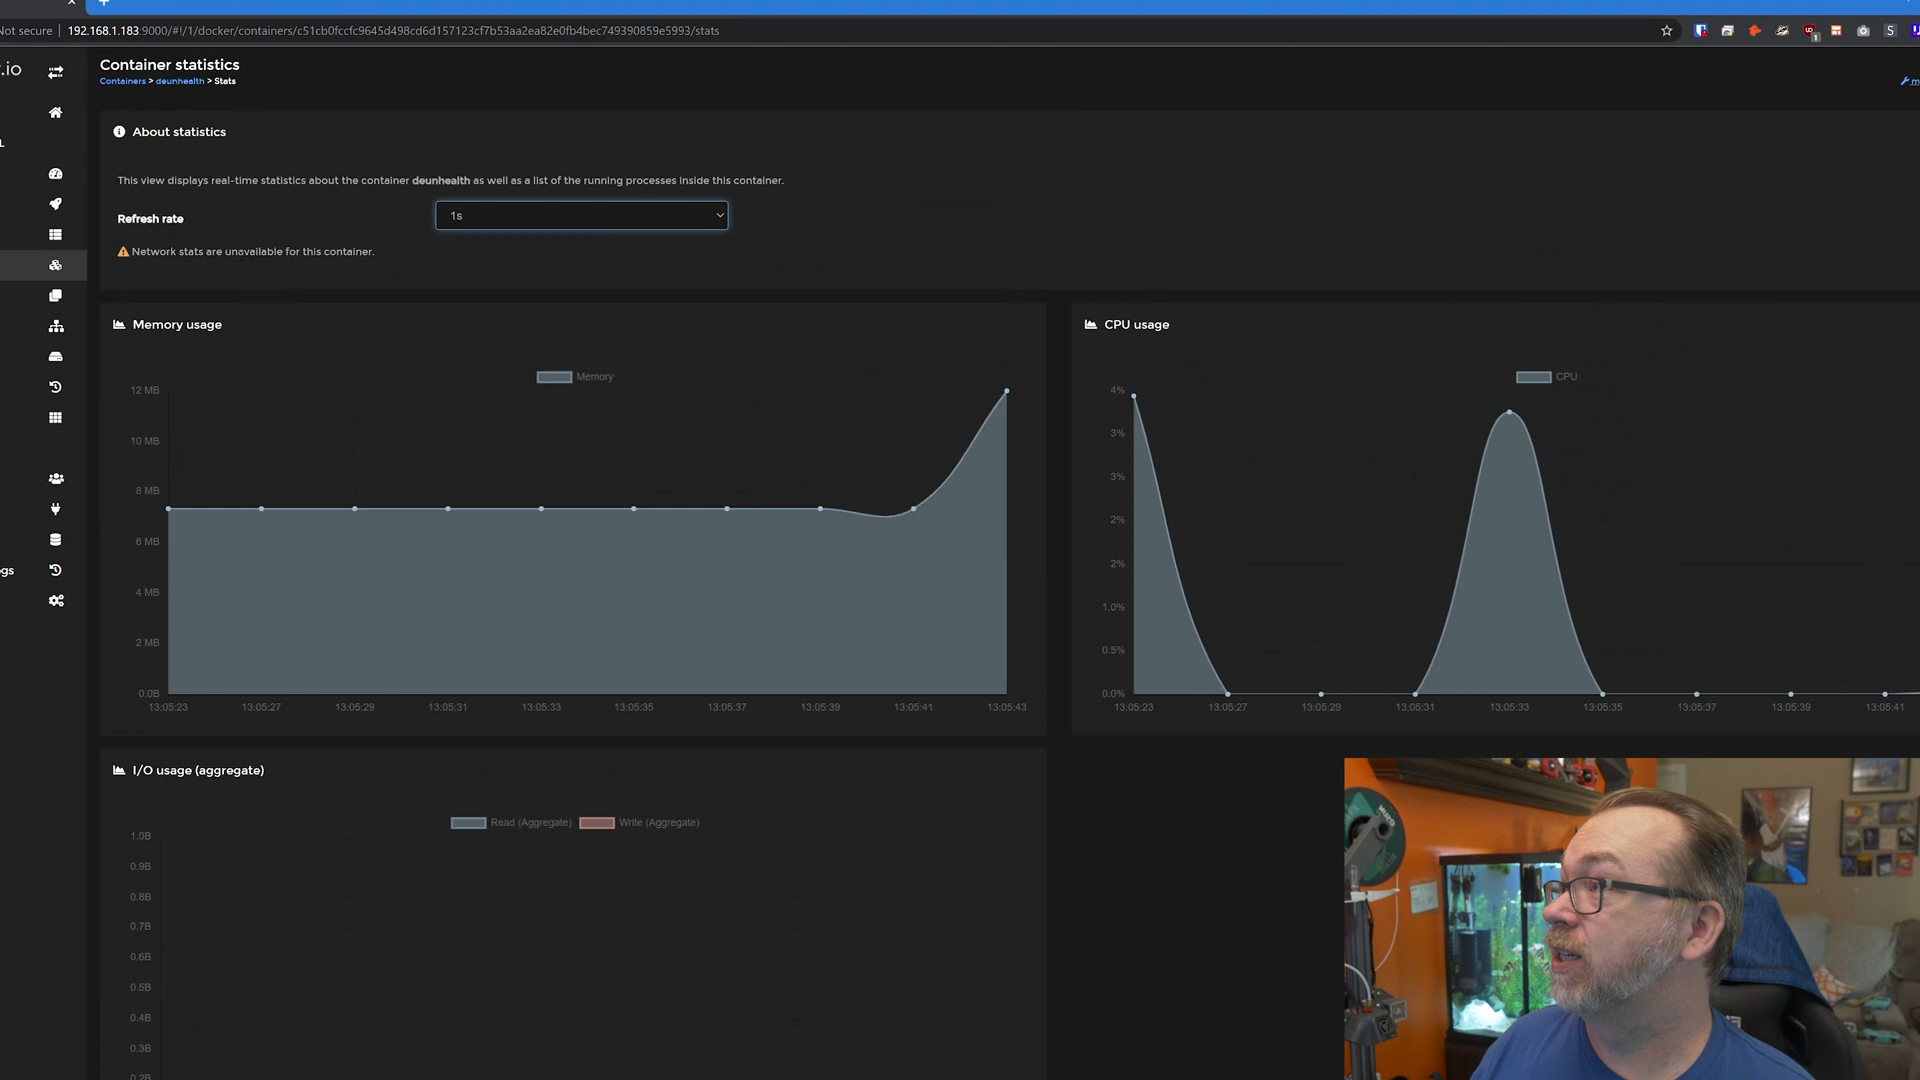 Not secure
192.168.1.183:9000/#!/1/docker/containers/c51cb0fccfc9645d498cd6d157123cf7b53aa2ea82e0fb4bec749390859e5993/stats
.io
Container statistics
Containers > deunhealth > Stats
About statistics
This view displays real-time statistics about the container deunhealth as well as a list of the running processes inside this container.
Refresh rate
1s
Network stats are unavailable for this container.
Memory usage
Memory
12 MB
10 MB
8 MB
6 MB
4 MB
2 MB
0.0B
13:05:23 13:05:27 13:05:29 13:05:31 13:05:33 13:05:35 13:05:37 13:05:39 13:05:41 13:05:43
CPU usage
CPU
4%
3%
3%
2%
2%
1.0%
0.5%
0.0%
13:05:23 13:05:27 13:05:29 13:05:31 13:05:33 13:05:35 13:05:37 13:05:39 13:05:41
ogs
I/O usage (aggregate)
Read (Aggregate) Write (Aggregate)
1.0B
0.9B
0.8B
0.7B
0.6B
0.5B
0.4B
0.3B
0.2B